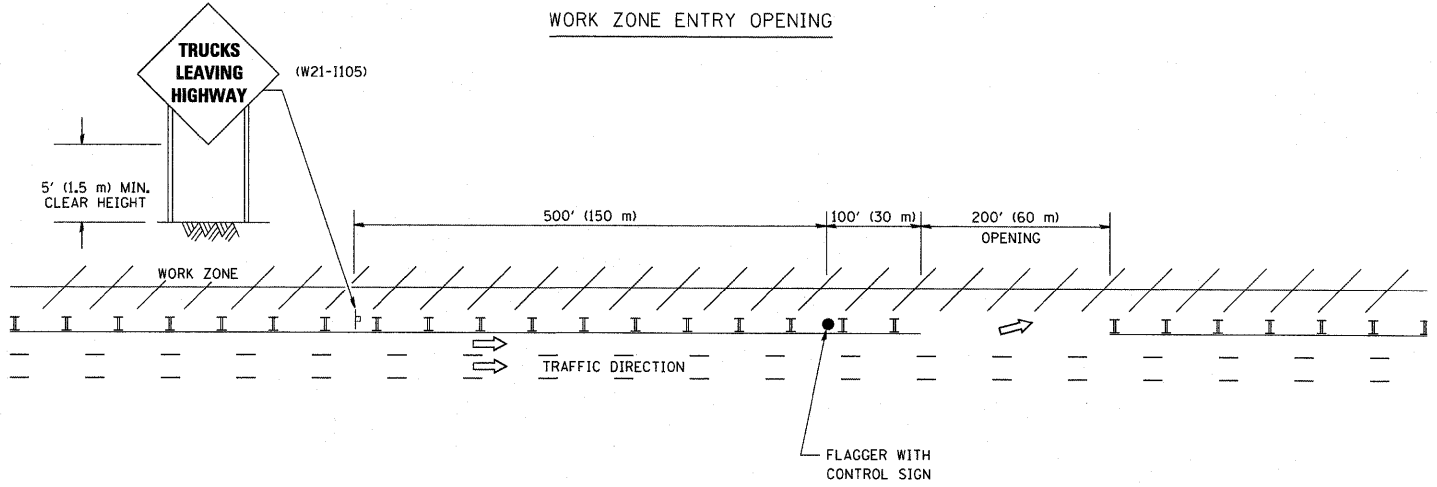 WORK ZONE ENTRY OPENING
TRUCKS
LEAVING
HIGHWAY
(W21-I105)
5' (1.5 m) MIN.
CLEAR HEIGHT
500' (150 m)
100' (30 m)
200' (60 m)
OPENING
WORK ZONE
TRAFFIC DIRECTION
FLAGGER WITH
CONTROL SIGN